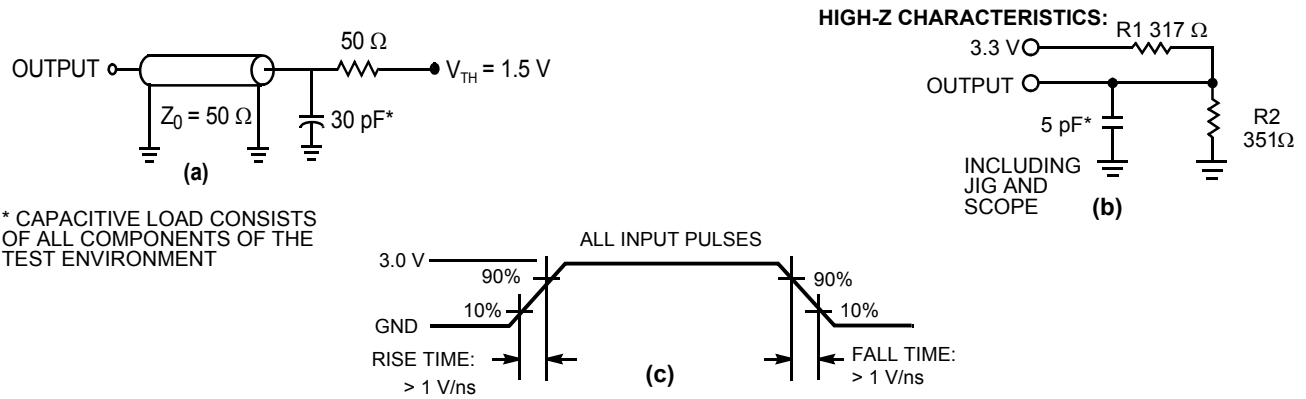 50 Ω
OUTPUT
V_TH = 1.5 V
Z₀ = 50 Ω
30 pF*
(a)
* CAPACITIVE LOAD CONSISTS
OF ALL COMPONENTS OF THE
TEST ENVIRONMENT
HIGH-Z CHARACTERISTICS:
R1 317 Ω
3.3 V
OUTPUT
5 pF*
R2
351Ω
INCLUDING
JIG AND
SCOPE
(b)
ALL INPUT PULSES
3.0 V
90%
90%
10%
10%
GND
RISE TIME:
> 1 V/ns
FALL TIME:
> 1 V/ns
(c)